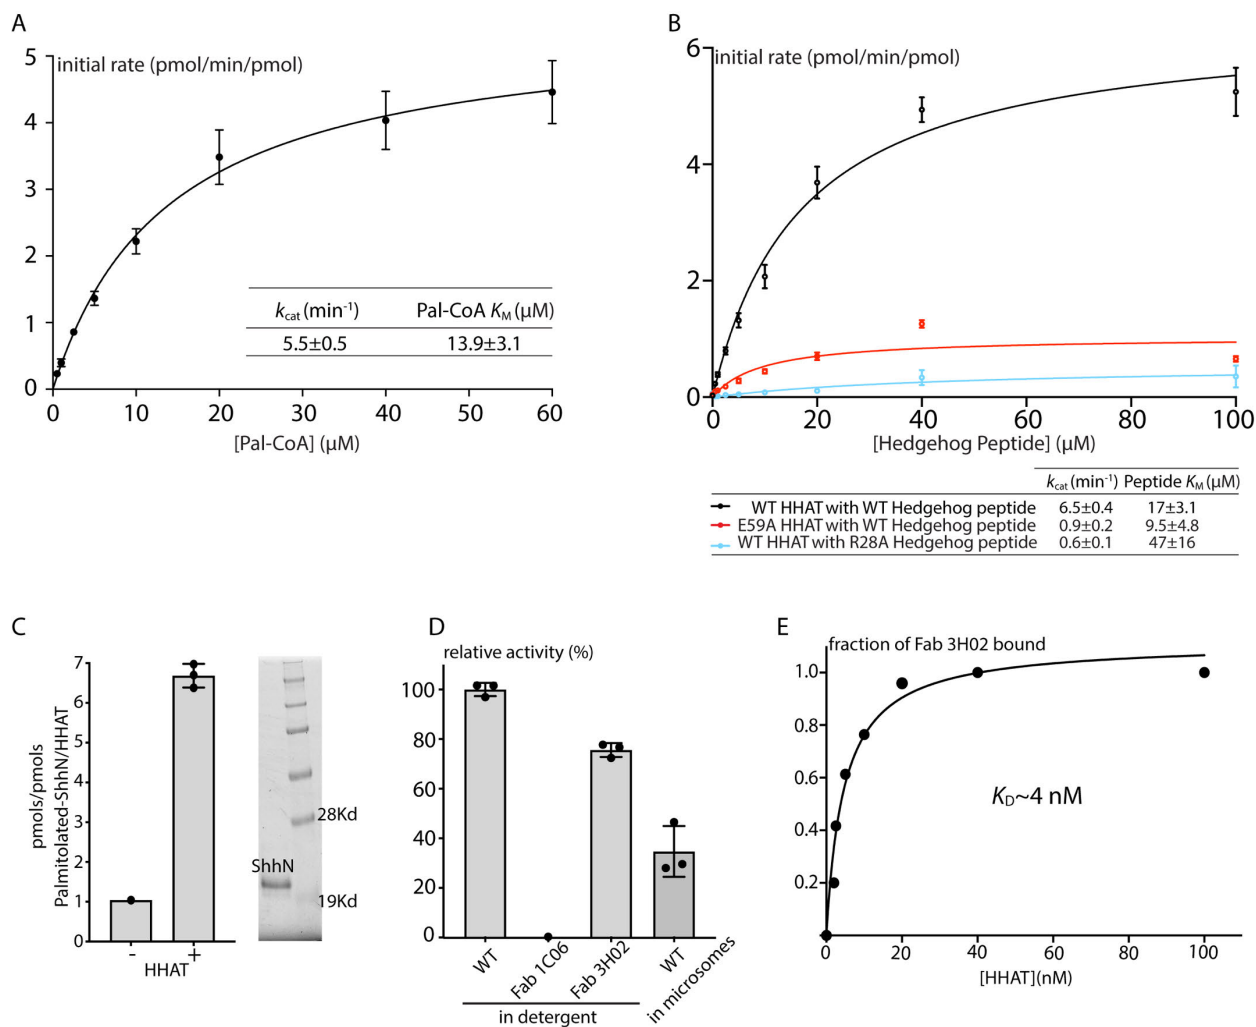 A
initial rate (pmol/min/pmol)
5
4
3
2
1
0
0 20 40 60
[Pal-CoA] (μM)
kcat (min-1) Pal-CoA KM (μM)
5.5±0.5 13.9±3.1
B
initial rate (pmol/min/pmol)
6
4
2
0
0 20 40 60 80 100
[Hedgehog Peptide] (μM)
kcat (min-1) Peptide KM (μM)
WT HHAT with WT Hedgehog peptide 6.5±0.4 17±3.1
E59A HHAT with WT Hedgehog peptide 0.9±0.2 9.5±4.8
WT HHAT with R28A Hedgehog peptide 0.6±0.1 47±16
C
pmols/pmols
Palmitolated-ShhN/HHAT
7
6
5
4
3
2
1
0
- +
HHAT
28Kd
ShhN
19Kd
D
relative activity (%)
100
80
60
40
20
0
WT
Fab 1C06
Fab 3H02
WT
in detergent
in microsomes
E
fraction of Fab 3H02 bound
1.0
0.8
0.6
0.4
0.2
KD~4 nM
0 20 40 60 80 100
[HHAT](nM)